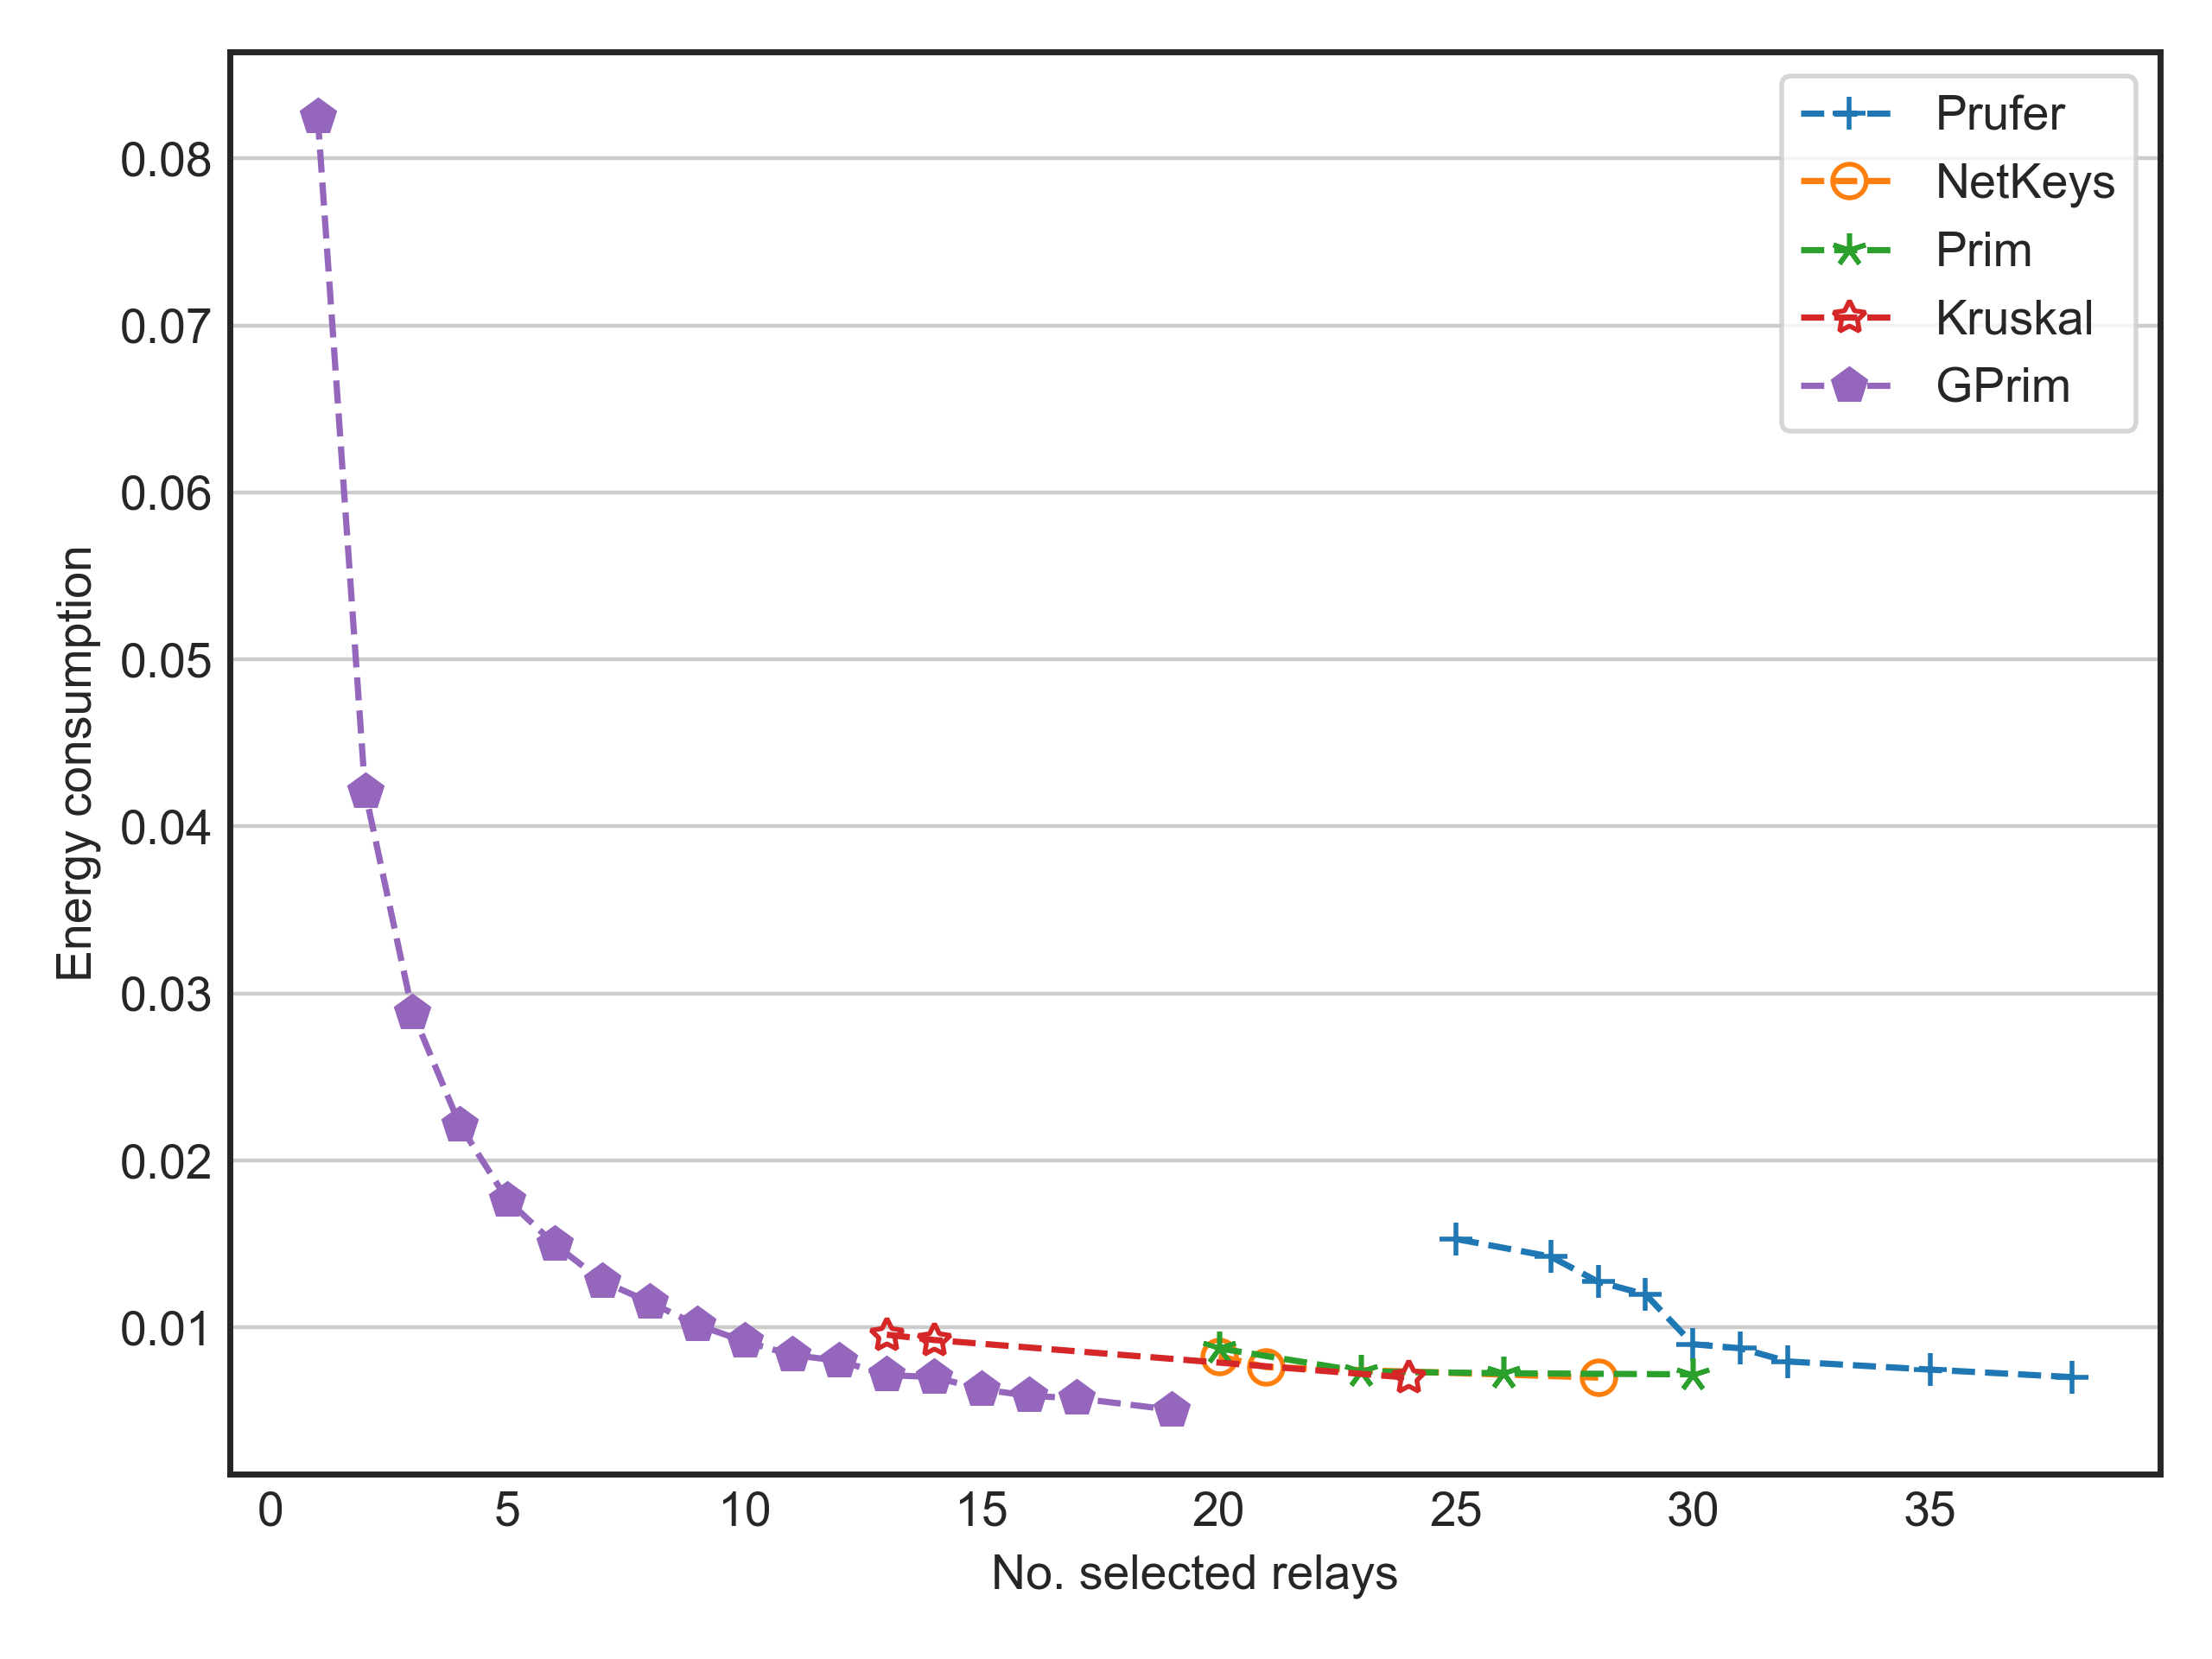 Prufer
NetKeys
Prim
Kruskal
GPrim
Energy consumption
0.08
0.07
0.06
0.05
0.04
0.03
0.02
0.01
0 5 10 15 20 25 30 35
No. selected relays